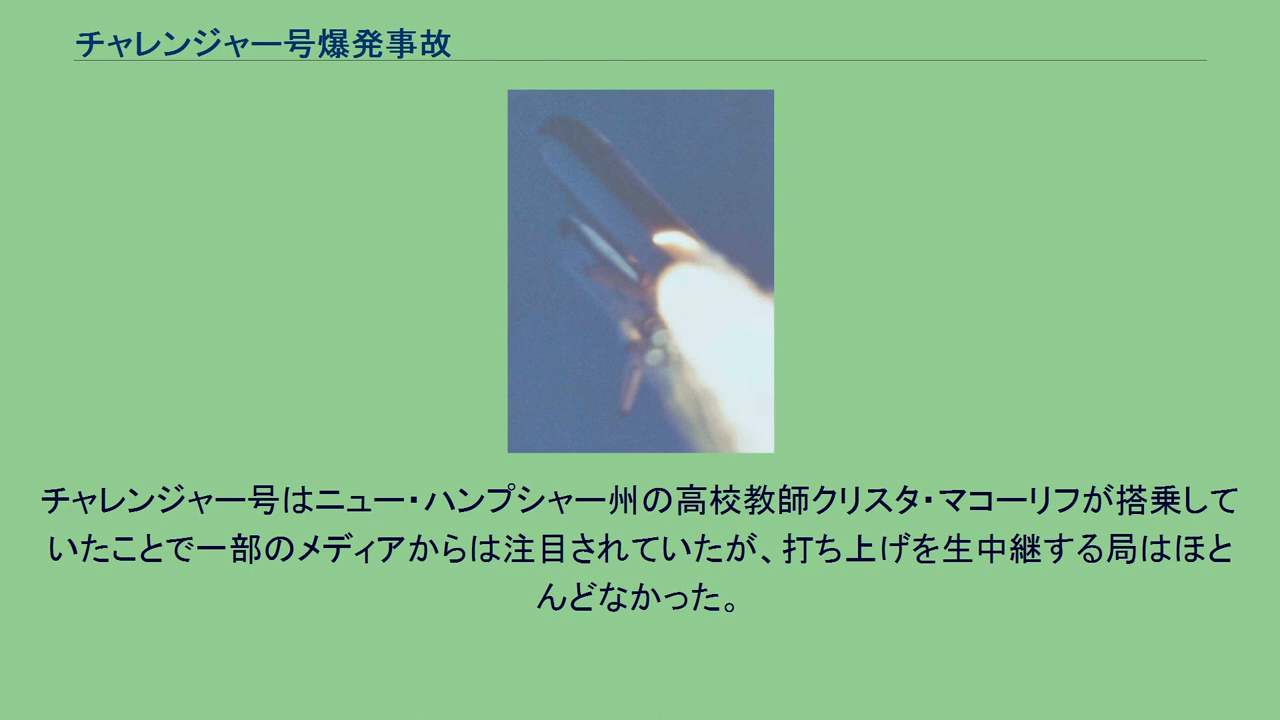 チャレンジャー号爆発事故
チャレンジャー号はニュー・ハンプシャー州の高校教師クリスタ・マコーリフが搭乗して
いたことで一部のメディアからは注目されていたが、打ち上げを生中継する局はほと
んどなかった。